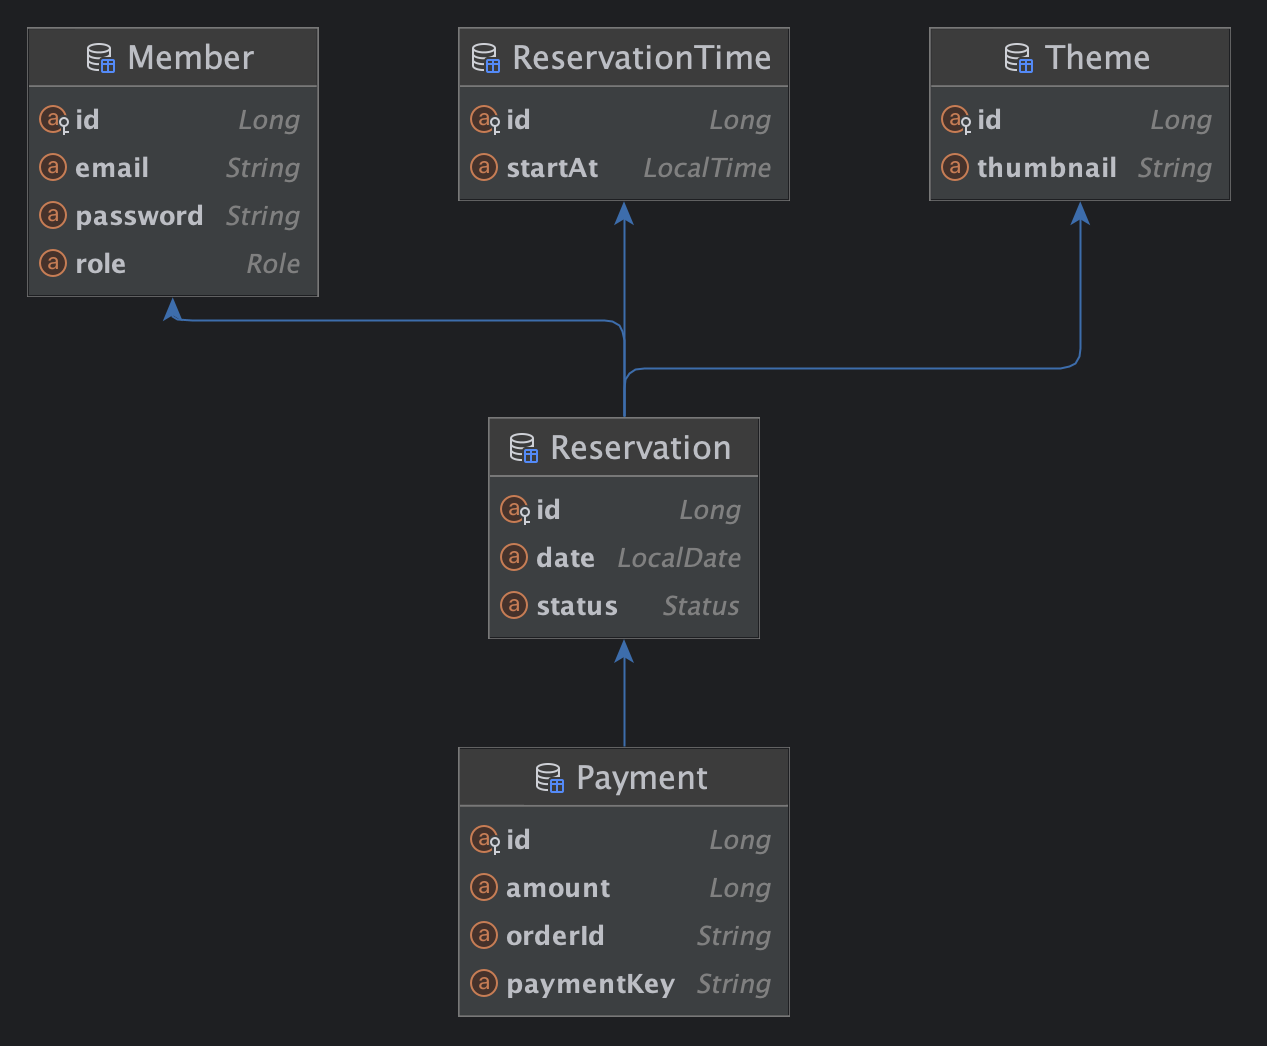 Member
id Long
email String
password String
role Role
ReservationTime
id Long
startAt LocalTime
Theme
id Long
thumbnail String
Reservation
id Long
date LocalDate
status Status
Payment
id Long
amount Long
orderId String
paymentKey String